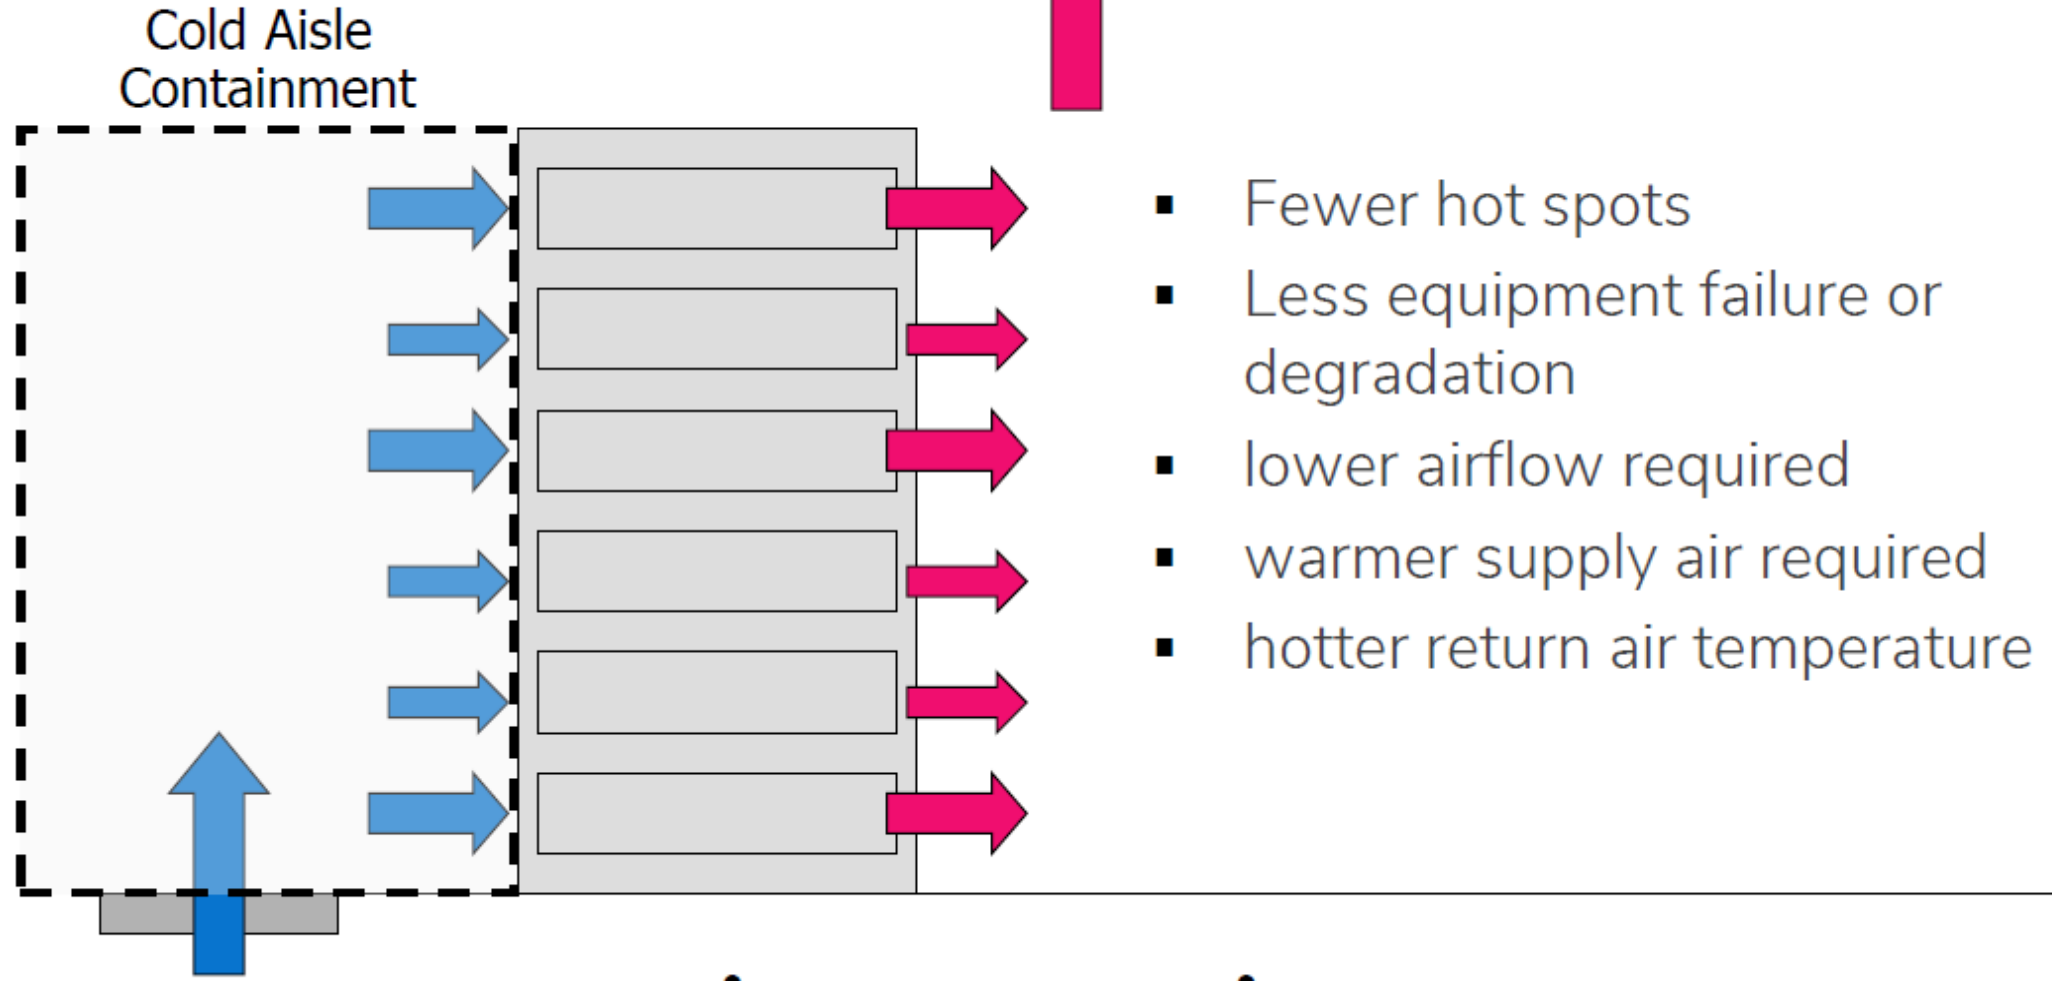 Cold Aisle
Containment
▪ Fewer hot spots
▪ Less equipment failure or
degradation
▪ lower airflow required
▪ warmer supply air required
▪ hotter return air temperature